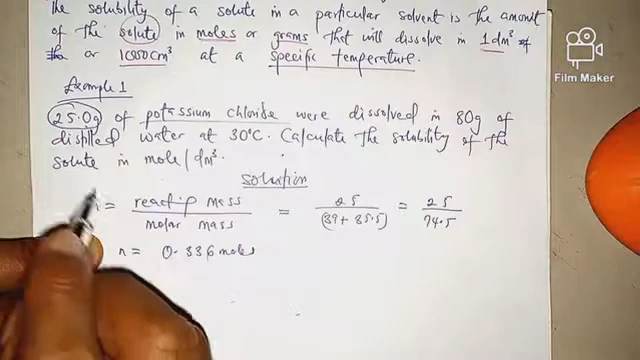 the solubility of a solute in a particular solvent is the amount
of the solute in moles or grams that will dissolve in 1dm³ of
or 1000cm³ at a specific temperature.
Film Maker
Example 1
25.0g of potassium chloride were dissolved in 80g of
distilled water at 30°C. Calculate the solubility of the
solute in mole/dm³.
Solution
n = reacting mass / molar mass = 25 / (39 + 35.5) = 25 / 74.5
n = 0.336 moles